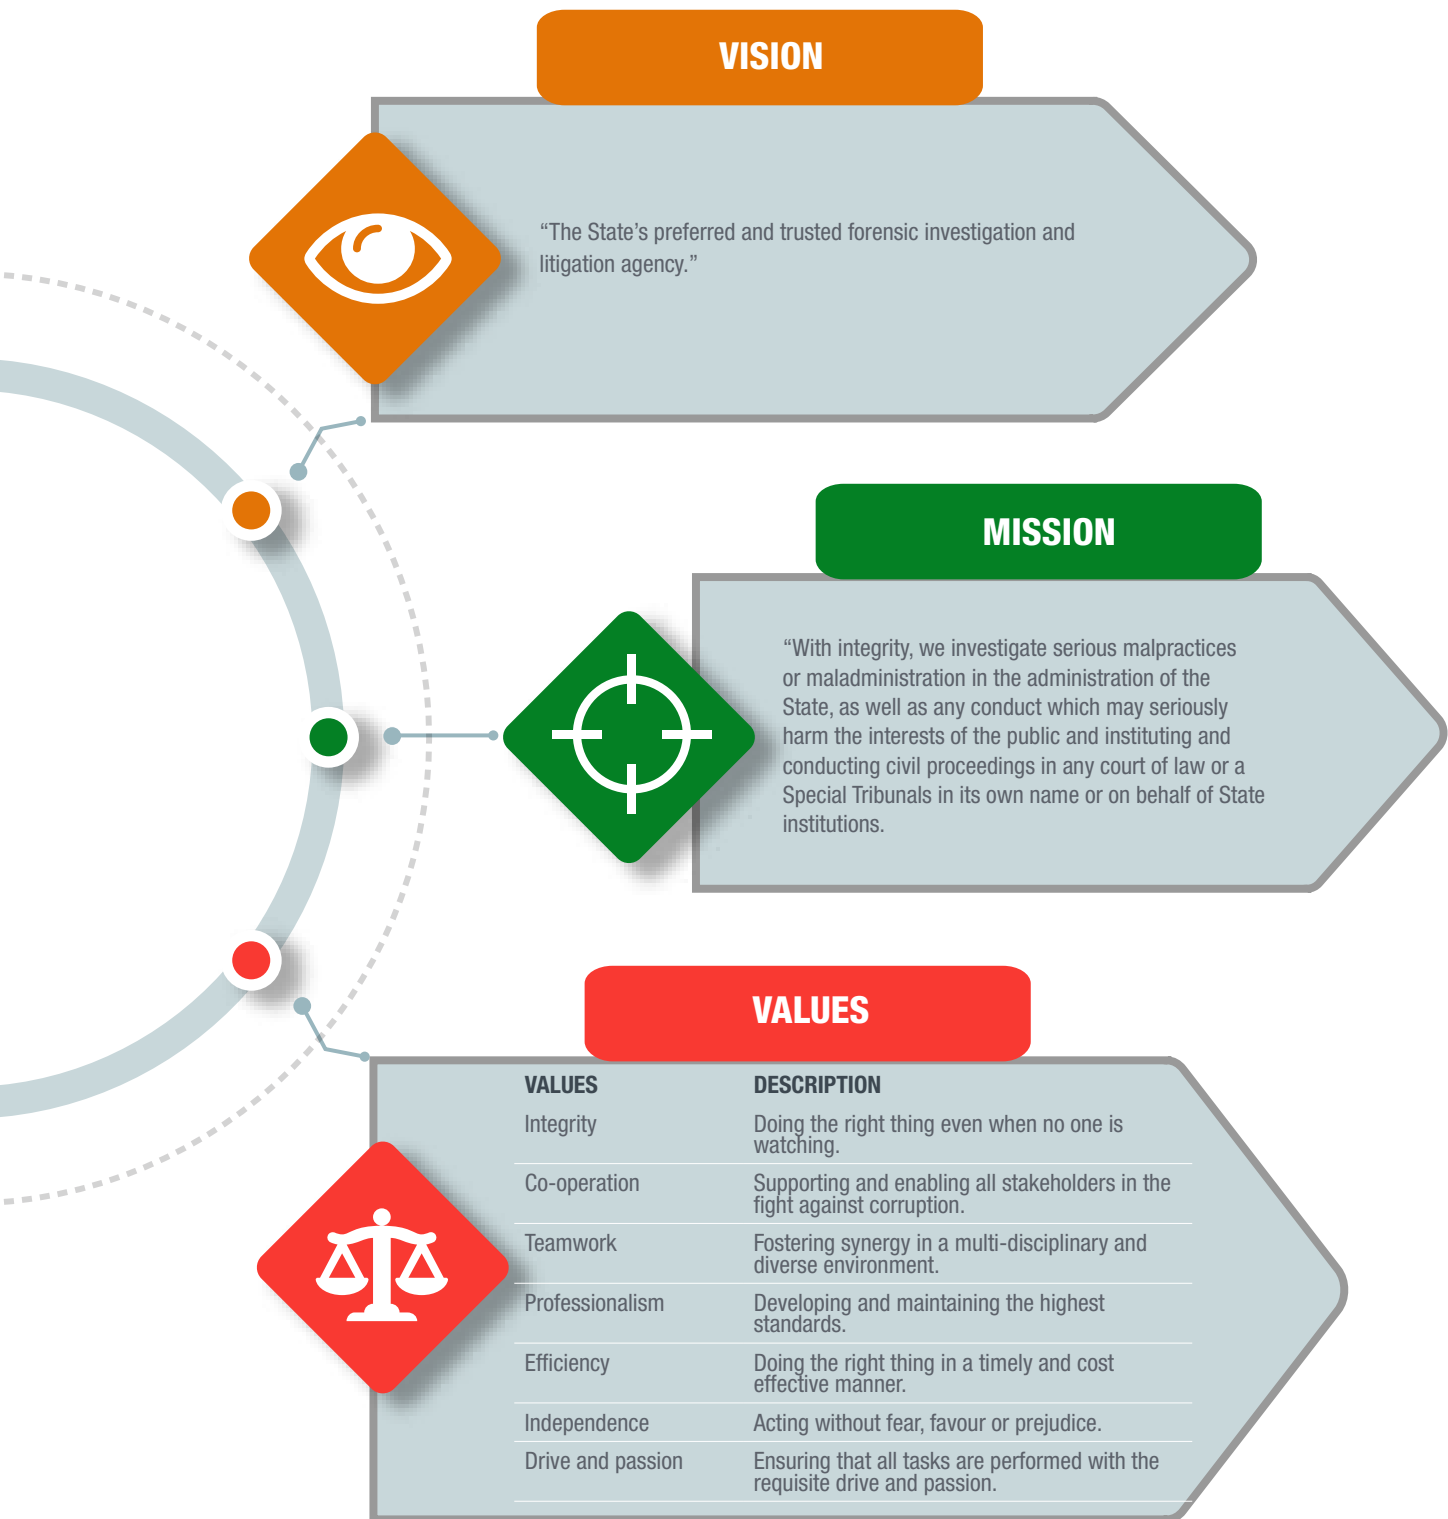 VISION
“The State’s preferred and trusted forensic investigation and
litigation agency.”
MISSION
“With integrity, we investigate serious malpractices
or maladministration in the administration of the
State, as well as any conduct which may seriously
harm the interests of the public and instituting and
conducting civil proceedings in any court of law or a
Special Tribunals in its own name or on behalf of State
institutions.
VALUES
VALUES DESCRIPTION
Integrity Doing the right thing even when no one is
watching.
Co-operation Supporting and enabling all stakeholders in the
fight against corruption.
Teamwork Fostering synergy in a multi-disciplinary and
diverse environment.
Professionalism Developing and maintaining the highest
standards.
Efficiency Doing the right thing in a timely and cost
effective manner.
Independence Acting without fear, favour or prejudice.
Drive and passion Ensuring that all tasks are performed with the
requisite drive and passion.